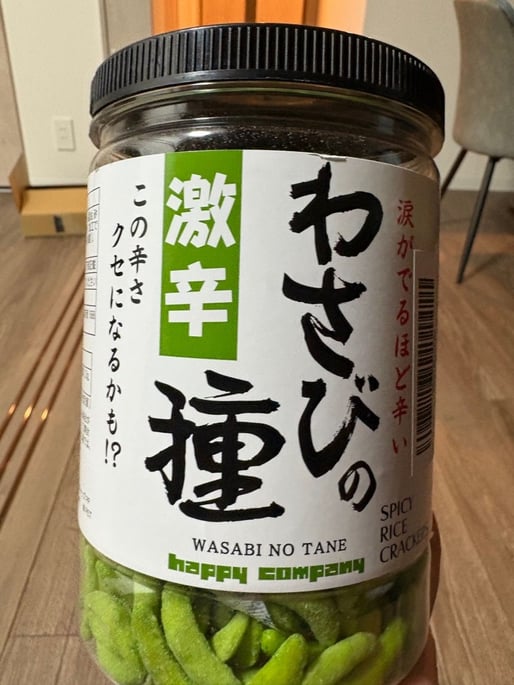 涙がでるほど辛い
わさびの
種
激辛
この辛さ
クセになるかも!?
WASABI NO TANE
happy company
SPICY
RICE
CRACKERS